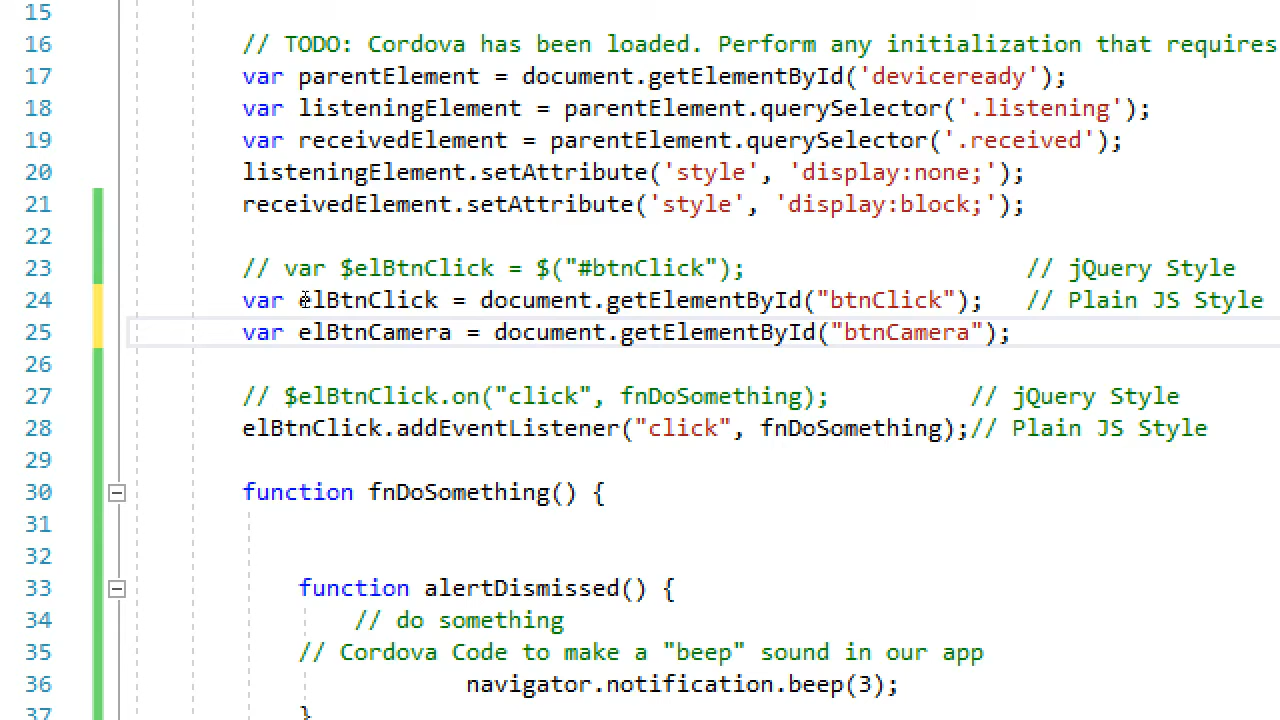 15
16 // TODO: Cordova has been loaded. Perform any initialization that requires
17 var parentElement = document.getElementById('deviceready');
18 var listeningElement = parentElement.querySelector('.listening');
19 var receivedElement = parentElement.querySelector('.received');
20 listeningElement.setAttribute('style', 'display:none;');
21 receivedElement.setAttribute('style', 'display:block;');
22
23 // var $elBtnClick = $("#btnClick"); // jQuery Style
24 var elBtnClick = document.getElementById("btnClick"); // Plain JS Style
25 var elBtnCamera = document.getElementById("btnCamera");
26
27 // $elBtnClick.on("click", fnDoSomething); // jQuery Style
28 elBtnClick.addEventListener("click", fnDoSomething);// Plain JS Style
29
30 function fnDoSomething() {
31
32
33 function alertDismissed() {
34 // do something
35 // Cordova Code to make a "beep" sound in our app
36 navigator.notification.beep(3);
37 }